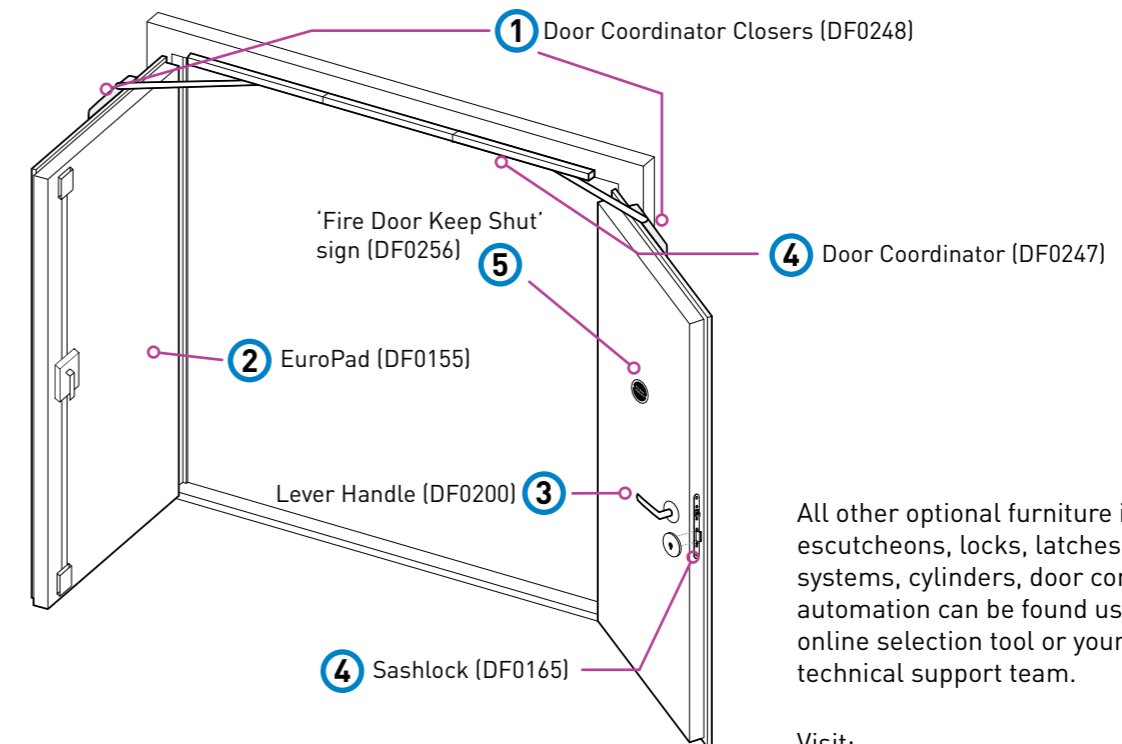 1 Door Coordinator Closers (DF0248)
'Fire Door Keep Shut'
sign (DF0256)
5
4 Door Coordinator (DF0247)
2 EuroPad (DF0155)
Lever Handle (DF0200) 3
4 Sashlock (DF0165)
All other optional furniture
escutcheons, locks, latches
systems, cylinders, door
automation can be found
online selection tool or your
technical support team.
Visit: